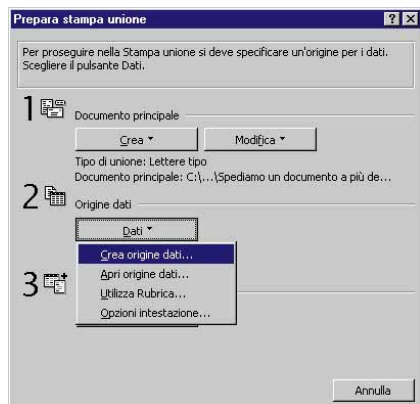 Prepara stampa unione
Per proseguire nella Stampa unione si deve specificare un'origine per i dati.
Scegliere il pulsante Dati.
1
Documento principale
Crea
Modifica
Tipo di unione: Lettere tipo
Documento principale: C:\...\Spediamo un documento a più de...
2
Origine dati
Dati
Crea origine dati...
Apri origine dati...
3
Utilizza Rubrica...
Opzioni intestazione...
Annulla